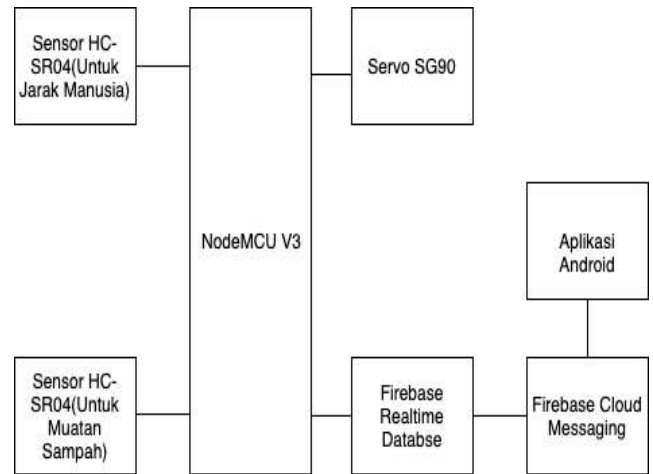 Sensor HC-
SR04(Untuk
Jarak Manusia)
Servo SG90
NodeMCU V3
Aplikasi
Android
Sensor HC-
SR04(Untuk
Muatan
Sampah)
Firebase
Realtime
Databse
Firebase Cloud
Messaging